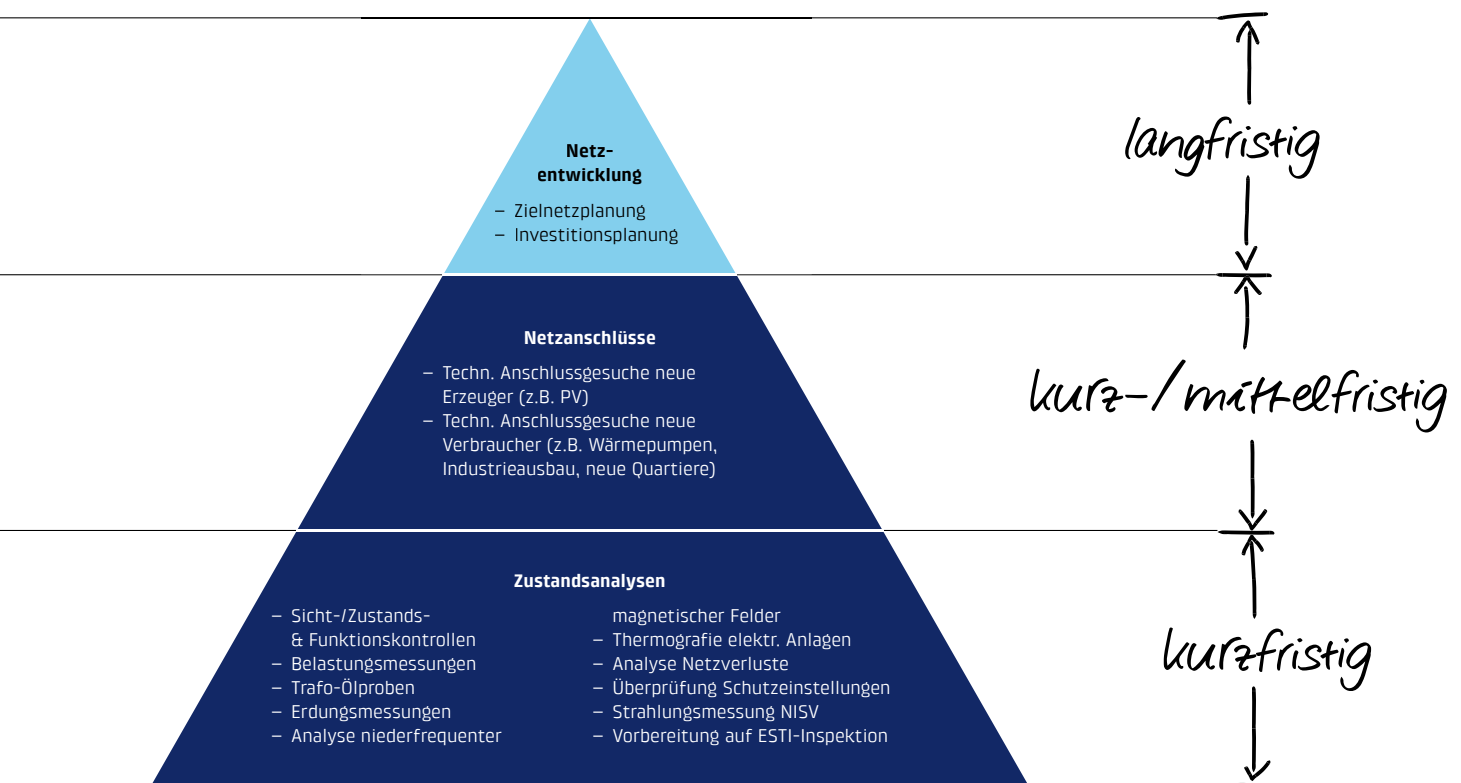 Netz-
entwicklung
– Zielnetzplanung
– Investitionsplanung
langfristig
Netzanschlüsse
– Techn. Anschlussgesuche neue
Erzeuger (z.B. PV)
– Techn. Anschlussgesuche neue
Verbraucher (z.B. Wärmepumpen,
Industrieausbau, neue Quartiere)
kurz-/mittelfristig
Zustandsanalysen
– Sicht-/Zustands-
& Funktionskontrollen
– Belastungsmessungen
– Trafo-Ölproben
– Erdungsmessungen
– Analyse niederfrequenter
magnetischer Felder
– Thermografie elektr. Anlagen
– Analyse Netzverluste
– Überprüfung Schutzeinstellungen
– Strahlungsmessung NISV
– Vorbereitung auf ESTI-Inspektion
kurzfristig